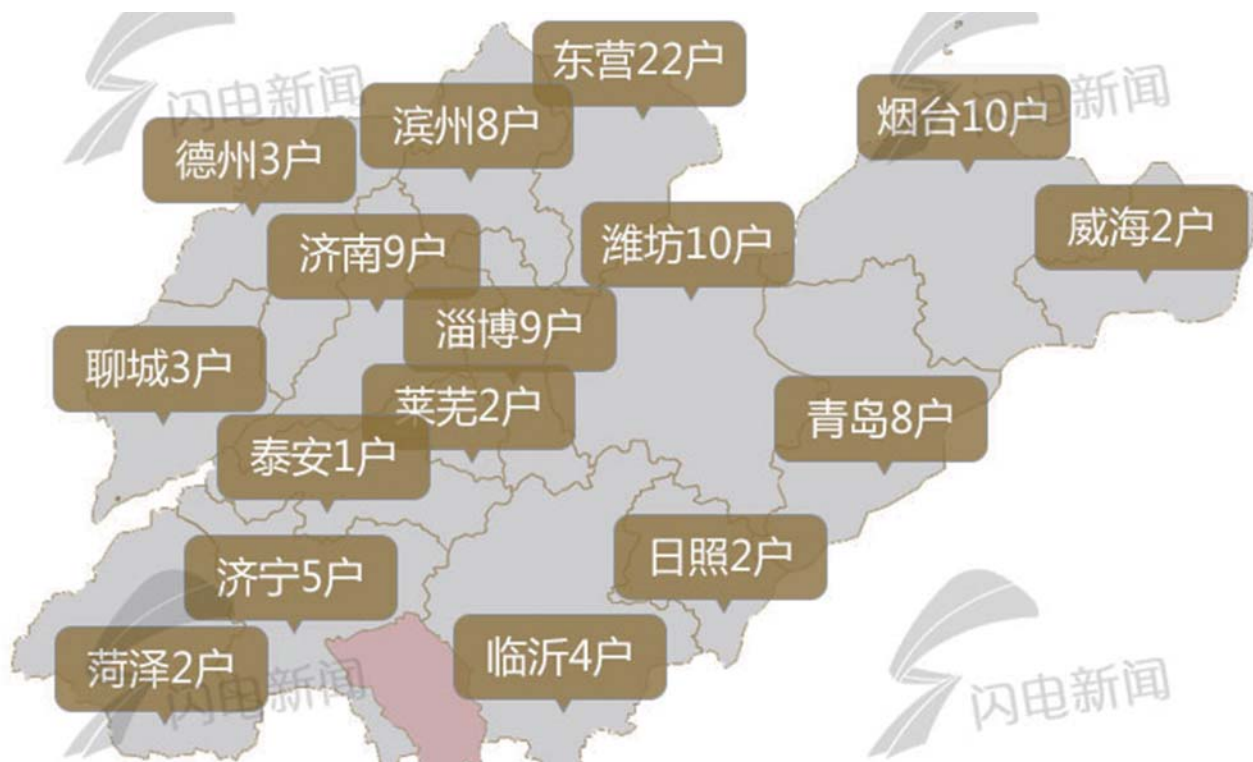 东营22户
闪电新闻
滨州8户
烟台10户
闪电新闻
德州3户
威海2户
济南9户
潍坊10户
淄博9户
聊城3户
莱芜2户
青岛8户
泰安1户
日照2户
济宁5户
临沂4户
菏泽2户
闪电新闻
闪电新闻